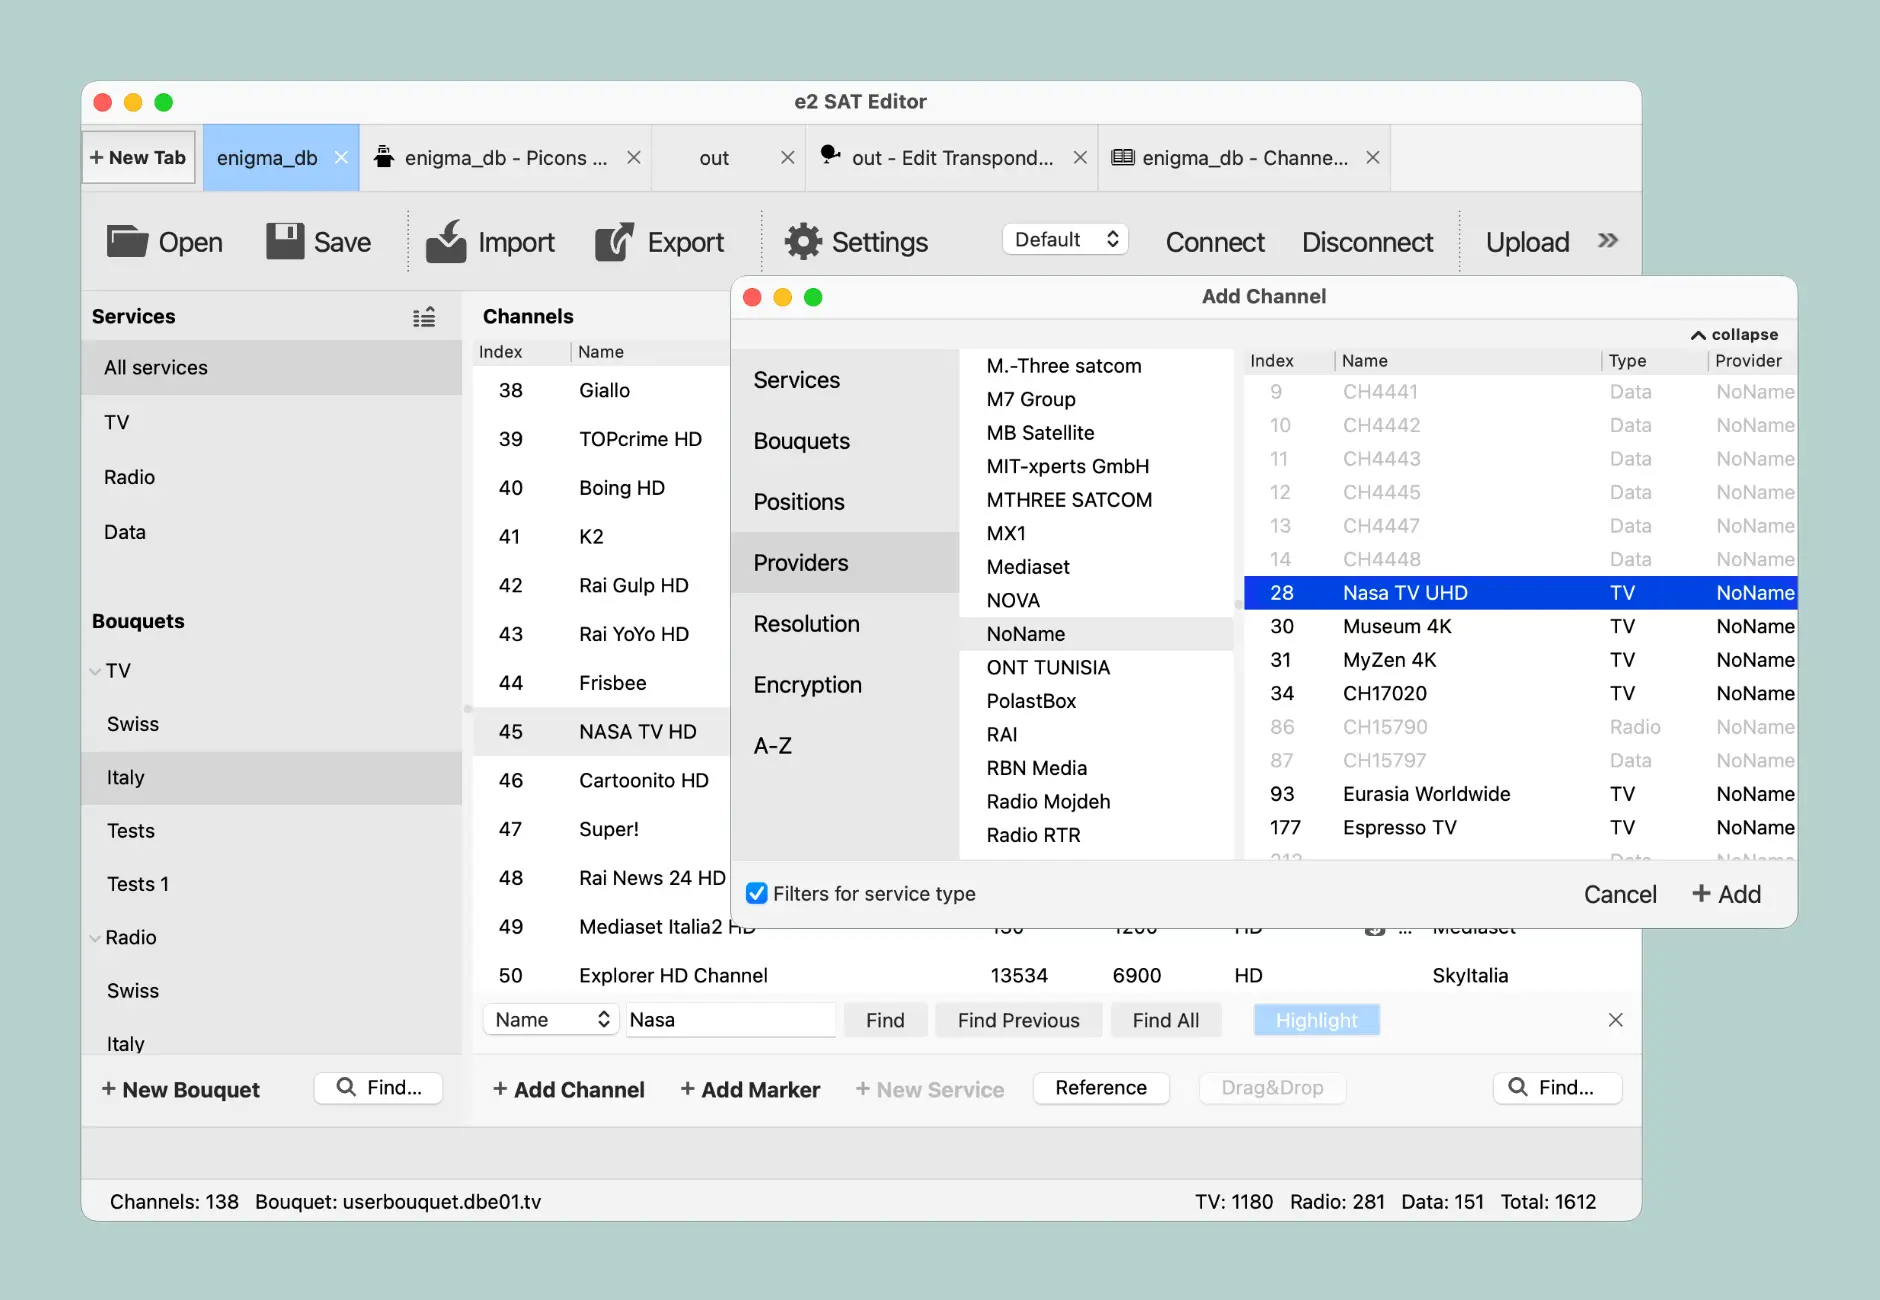 e2 SAT Editor
+ New Tab
enigma_db
enigma_db - Picons ...
out
out - Edit Transpond...
enigma_db - Channe...
Open
Save
Import
Export
Settings
Default
Connect
Disconnect
Upload
Services
All services
TV
Radio
Data
Bouquets
TV
Swiss
Italy
Tests
Tests 1
Radio
Swiss
Italy
+ New Bouquet
Find...
Channels
Index Name
38 Giallo
39 TOPcrime HD
40 Boing HD
41 K2
42 Rai Gulp HD
43 Rai YoYo HD
44 Frisbee
45 NASA TV HD
46 Cartoonito HD
47 Super!
48 Rai News 24 HD
49 Mediaset Italia2 HD 130 1200 HD ... Mediaset
50 Explorer HD Channel 13534 6900 HD SkyItalia
Name Nasa Find Find Previous Find All Highlight
+ Add Channel + Add Marker + New Service Reference Drag&Drop Find...
Add Channel
collapse
Services
Bouquets
Positions
Providers
Resolution
Encryption
A-Z
M.-Three satcom
M7 Group
MB Satellite
MIT-xperts GmbH
MTHREE SATCOM
MX1
Mediaset
NOVA
NoName
ONT TUNISIA
PolastBox
RAI
RBN Media
Radio Mojdeh
Radio RTR
Index Name Type Provider
9 CH4441 Data NoName
10 CH4442 Data NoName
11 CH4443 Data NoName
12 CH4445 Data NoName
13 CH4447 Data NoName
14 CH4448 Data NoName
28 Nasa TV UHD TV NoName
30 Museum 4K TV NoName
31 MyZen 4K TV NoName
34 CH17020 TV NoName
86 CH15790 Radio NoName
87 CH15797 Data NoName
93 Eurasia Worldwide TV NoName
177 Espresso TV TV NoName
Data NoName
Filters for service type
Cancel
+ Add
Channels: 138 Bouquet: userbouquet.dbe01.tv
TV: 1180 Radio: 281 Data: 151 Total: 1612